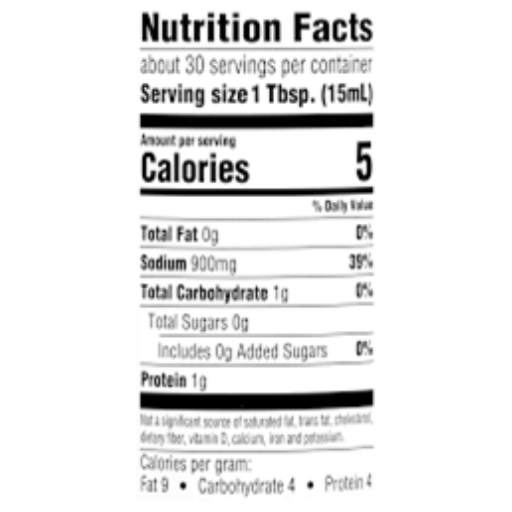 Nutrition Facts
about 30 servings per container
Serving size 1 Tbsp. (15mL)
Amount per serving
Calories 5
% Daily Value
Total Fat 0g 0%
Sodium 900mg 39%
Total Carbohydrate 1g 0%
Total Sugars 0g
Includes 0g Added Sugars 0%
Protein 1g
Not a significant source of saturated fat, trans fat, cholesterol,
dietary fiber, vitamin D, calcium, iron and potassium.
Calories per gram:
Fat 9 • Carbohydrate 4 • Protein 4